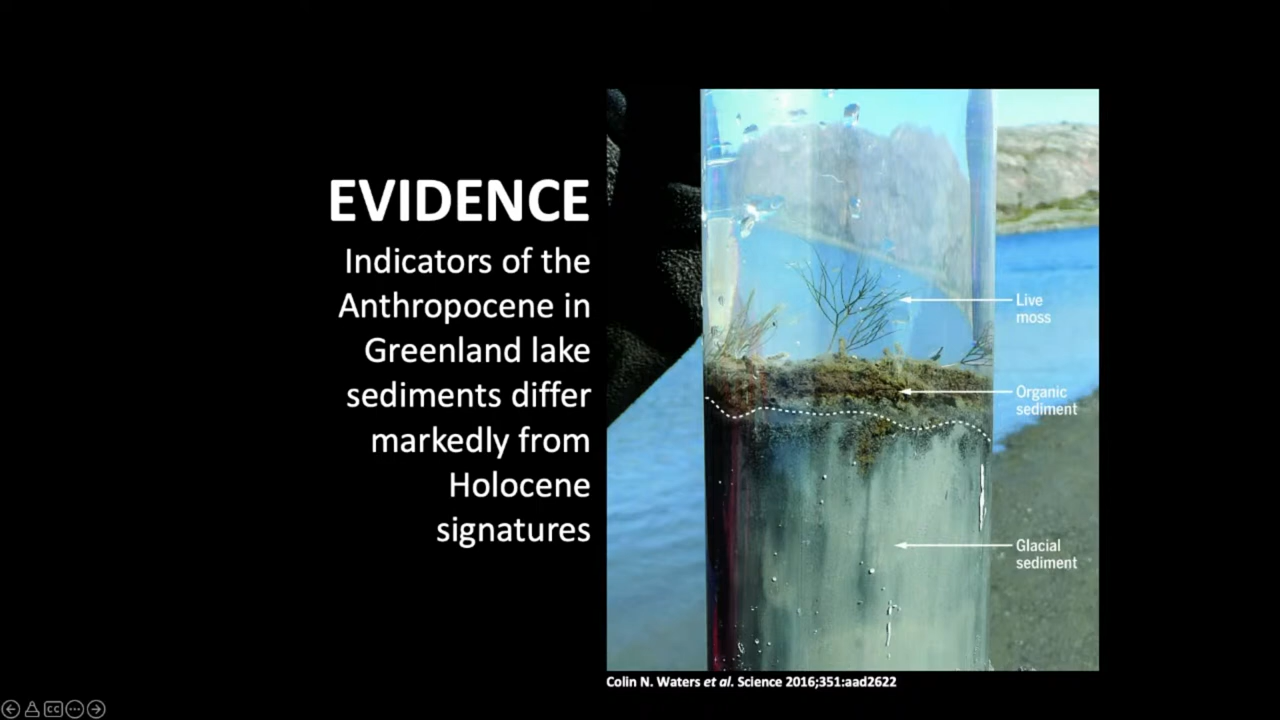 EVIDENCE
Indicators of the
Anthropocene in
Greenland lake
sediments differ
markedly from
Holocene
signatures
Live
moss
Organic
sediment
Glacial
sediment
Colin N. Waters et al. Science 2016;351:aad2622
CC